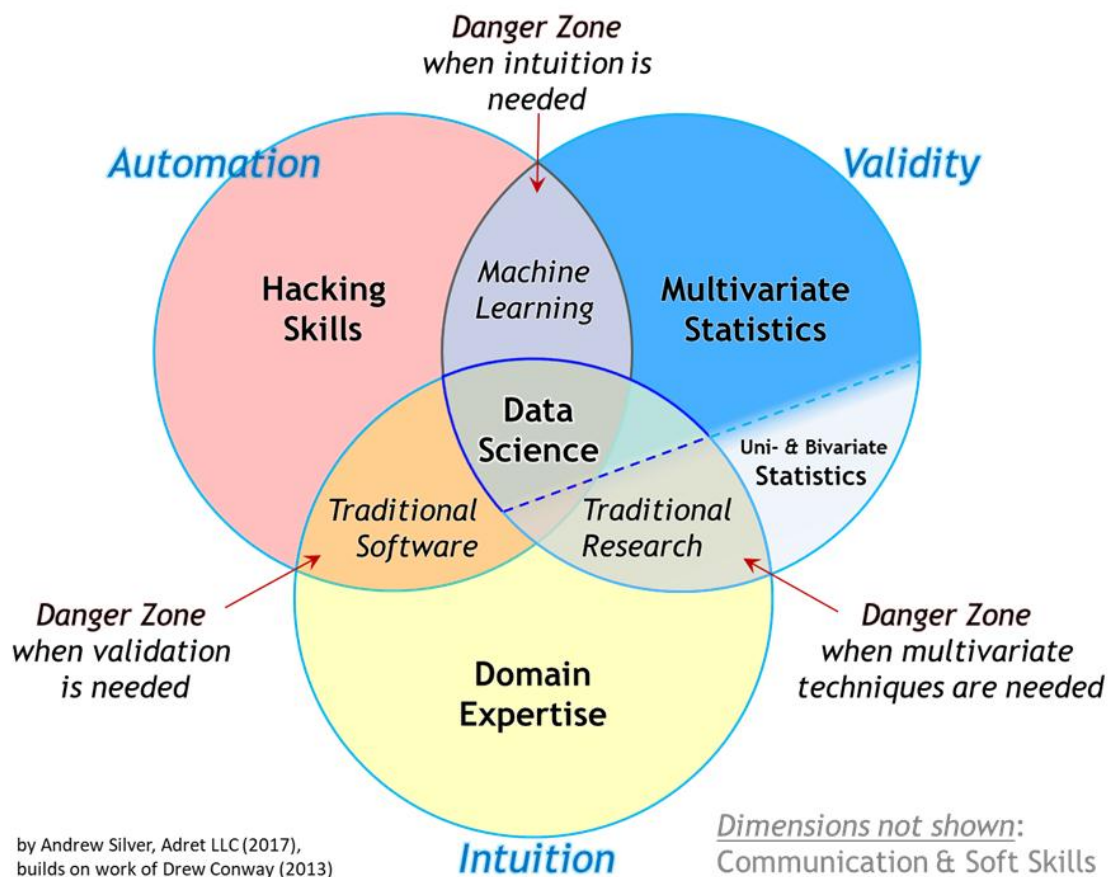 Danger Zone
when intuition is
needed
Automation
Validity
Hacking
Skills
Machine
Learning
Multivariate
Statistics
Data
Science
Uni- & Bivariate
Statistics
Traditional
Software
Traditional
Research
Danger Zone
when validation
is needed
Domain
Expertise
Danger Zone
when multivariate
techniques are needed
by Andrew Silver, Adret LLC (2017),
builds on work of Drew Conway (2013)
Intuition
Dimensions not shown:
Communication & Soft Skills